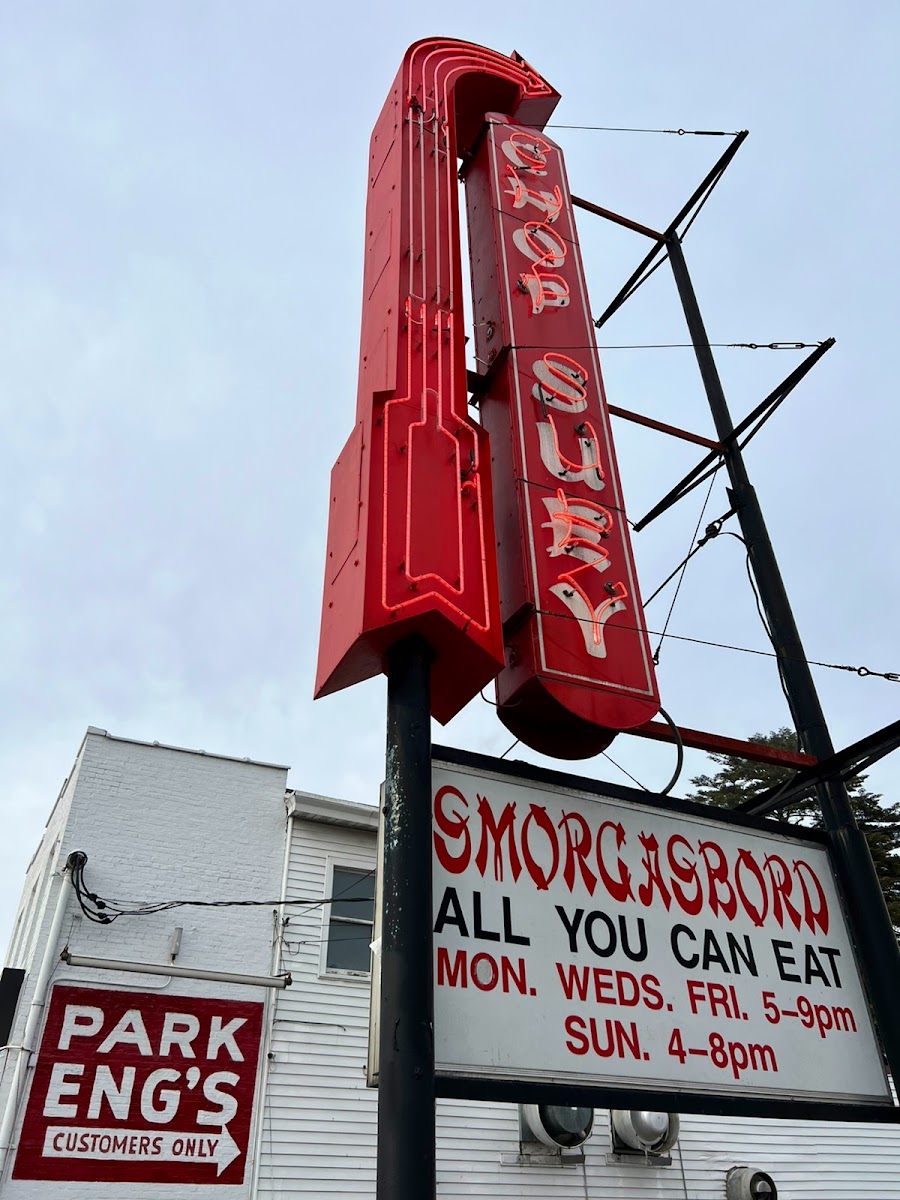 CHOP SUEY
SMORGASBORD
ALL YOU CAN EAT
MON. WEDS. FRI. 5-9pm
SUN. 4-8pm
PARK
ENG'S
CUSTOMERS ONLY